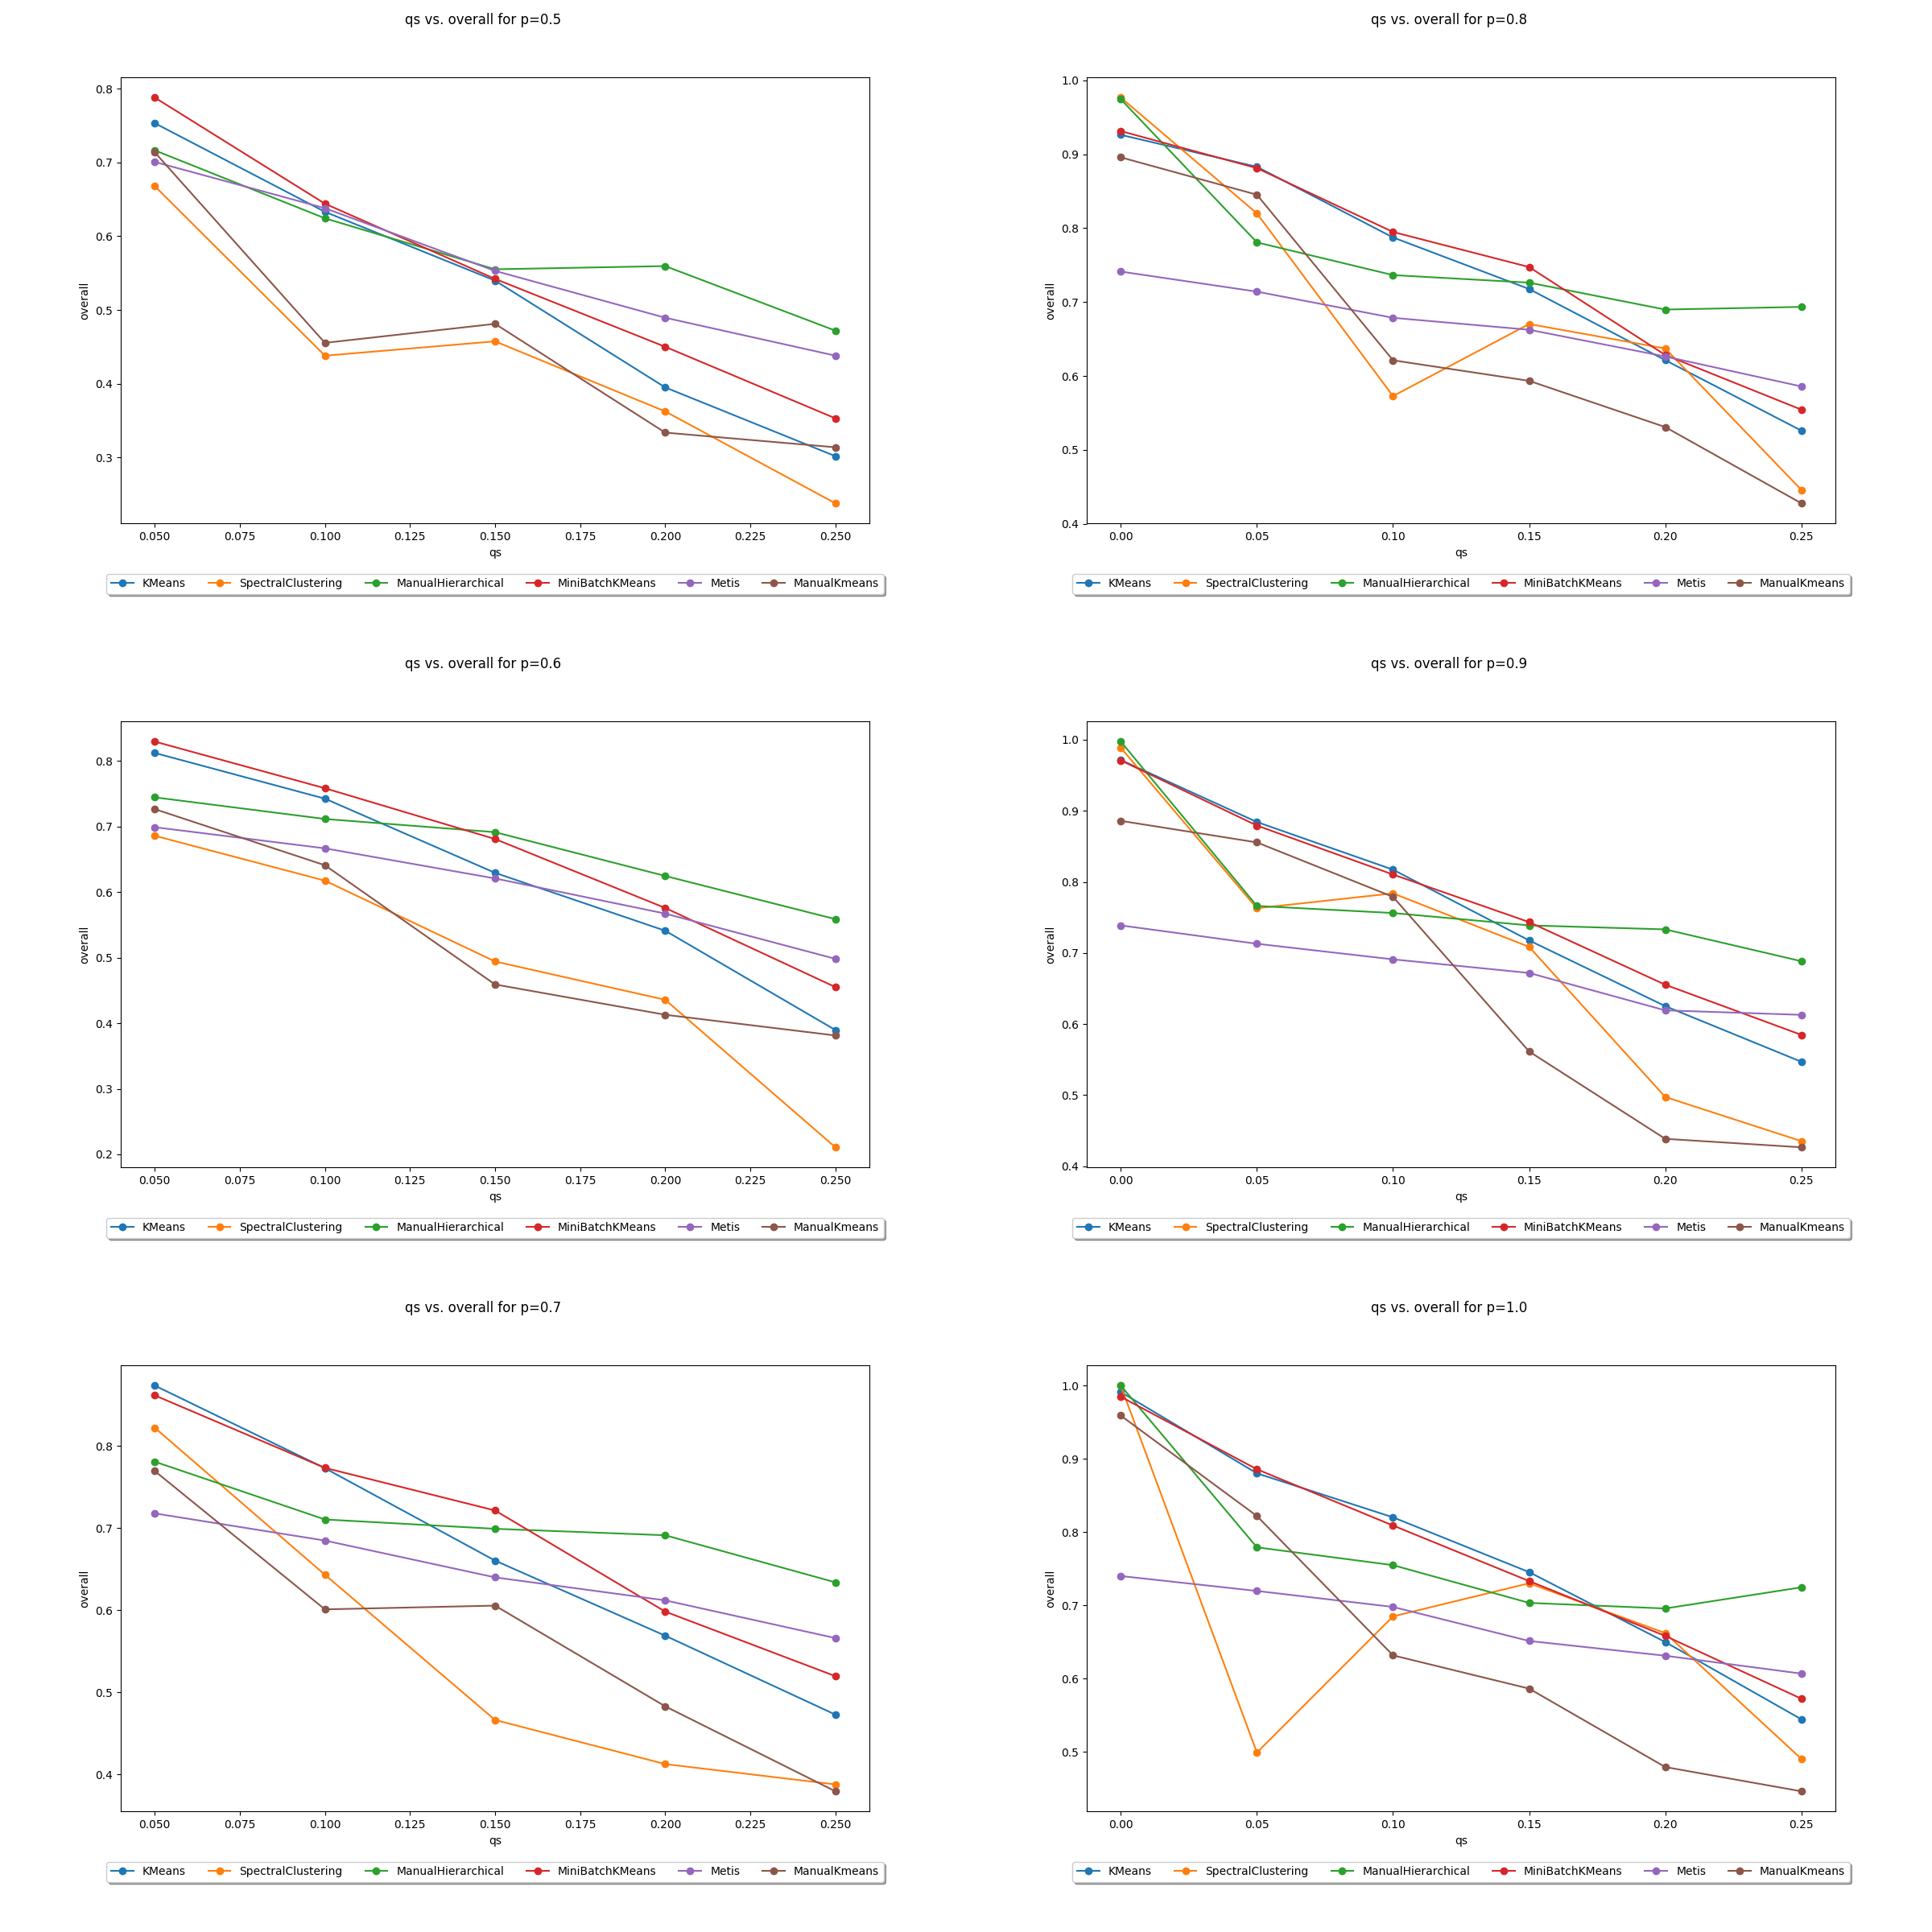 qs vs. overall for p=0.5
0.8
0.7
0.6
0.5
0.4
0.3
overall
0.050 0.075 0.100 0.125 0.150 0.175 0.200 0.225 0.250
qs
KMeans SpectralClustering ManualHierarchical MiniBatchKMeans Metis ManualKmeans
qs vs. overall for p=0.8
1.0
0.9
0.8
0.7
0.6
0.5
0.4
overall
0.00 0.05 0.10 0.15 0.20 0.25
qs
KMeans SpectralClustering ManualHierarchical MiniBatchKMeans Metis ManualKmeans
qs vs. overall for p=0.6
0.8
0.7
0.6
0.5
0.4
0.3
0.2
overall
0.050 0.075 0.100 0.125 0.150 0.175 0.200 0.225 0.250
qs
KMeans SpectralClustering ManualHierarchical MiniBatchKMeans Metis ManualKmeans
qs vs. overall for p=0.9
1.0
0.9
0.8
0.7
0.6
0.5
0.4
overall
0.00 0.05 0.10 0.15 0.20 0.25
qs
KMeans SpectralClustering ManualHierarchical MiniBatchKMeans Metis ManualKmeans
qs vs. overall for p=0.7
0.8
0.7
0.6
0.5
0.4
overall
0.050 0.075 0.100 0.125 0.150 0.175 0.200 0.225 0.250
qs
KMeans SpectralClustering ManualHierarchical MiniBatchKMeans Metis ManualKmeans
qs vs. overall for p=1.0
1.0
0.9
0.8
0.7
0.6
0.5
overall
0.00 0.05 0.10 0.15 0.20 0.25
qs
KMeans SpectralClustering ManualHierarchical MiniBatchKMeans Metis ManualKmeans